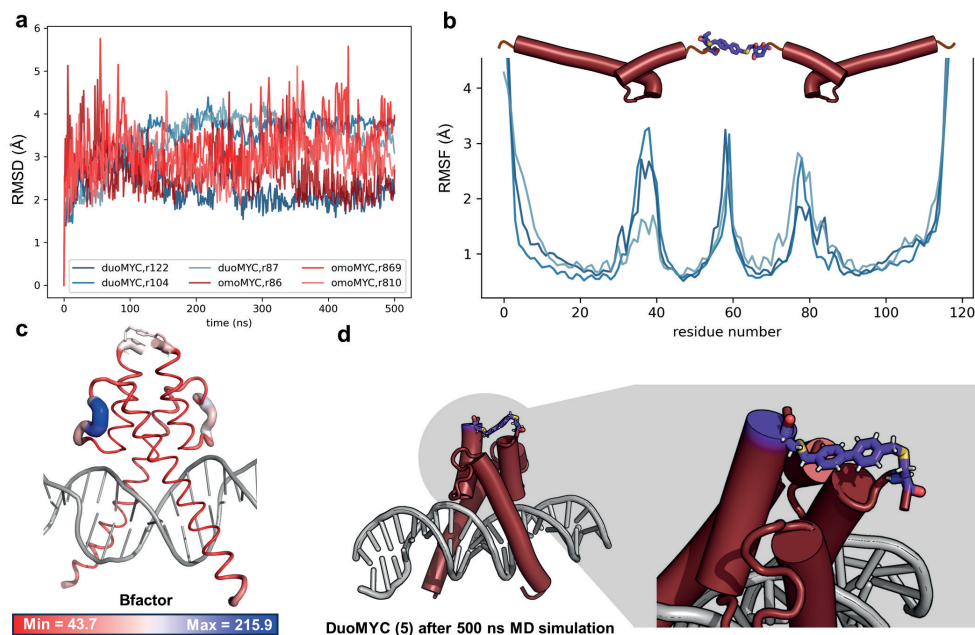 a
6
5
4
3
2
1
0
RMSD (Å)
duoMYC,r122
duoMYC,r104
duoMYC,r87
omoMYC,r86
omoMYC,r869
omoMYC,r810
0 100 200 300 400 500
time (ns)
b
4
3
2
1
RMSF (Å)
0 20 40 60 80 100 120
residue number
c
Bfactor
Min = 43.7 Max = 215.9
d
DuoMYC (5) after 500 ns MD simulation